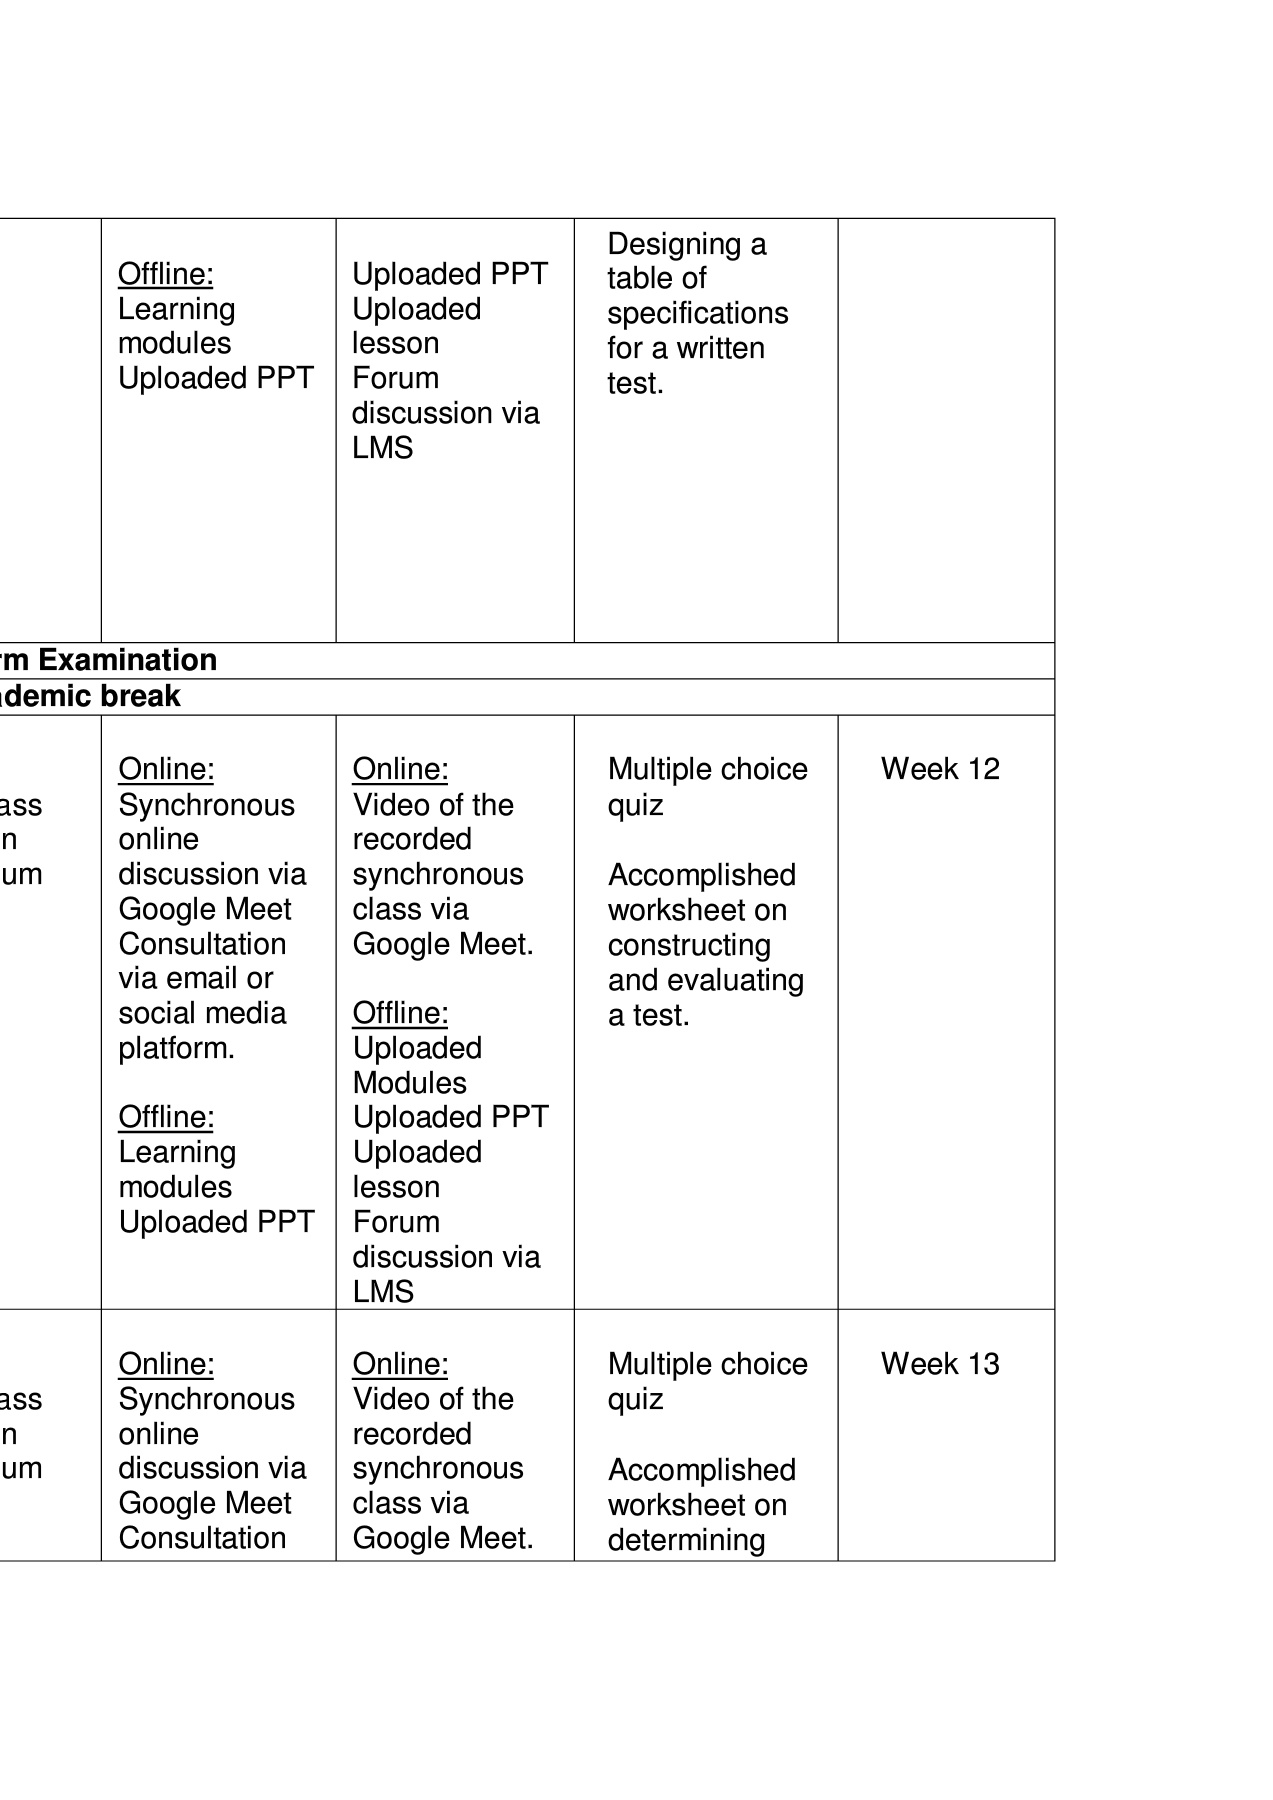 Offline:
Learning
modules
Uploaded PPT
Uploaded PPT
Uploaded
lesson
Forum
discussion via
LMS
Designing a
table of
specifications
for a written
test.
rm Examination
ademic break
ass
n
um
Online:
Synchronous
online
discussion via
Google Meet
Consultation
via email or
social media
platform.
Offline:
Learning
modules
Uploaded PPT
Online:
Video of the
recorded
synchronous
class via
Google Meet.
Offline:
Uploaded
Modules
Uploaded PPT
Uploaded
lesson
Forum
discussion via
LMS
Multiple choice
quiz
Accomplished
worksheet on
constructing
and evaluating
a test.
Week 12
ass
n
um
Online:
Synchronous
online
discussion via
Google Meet
Consultation
Online:
Video of the
recorded
synchronous
class via
Google Meet.
Multiple choice
quiz
Accomplished
worksheet on
determining
Week 13